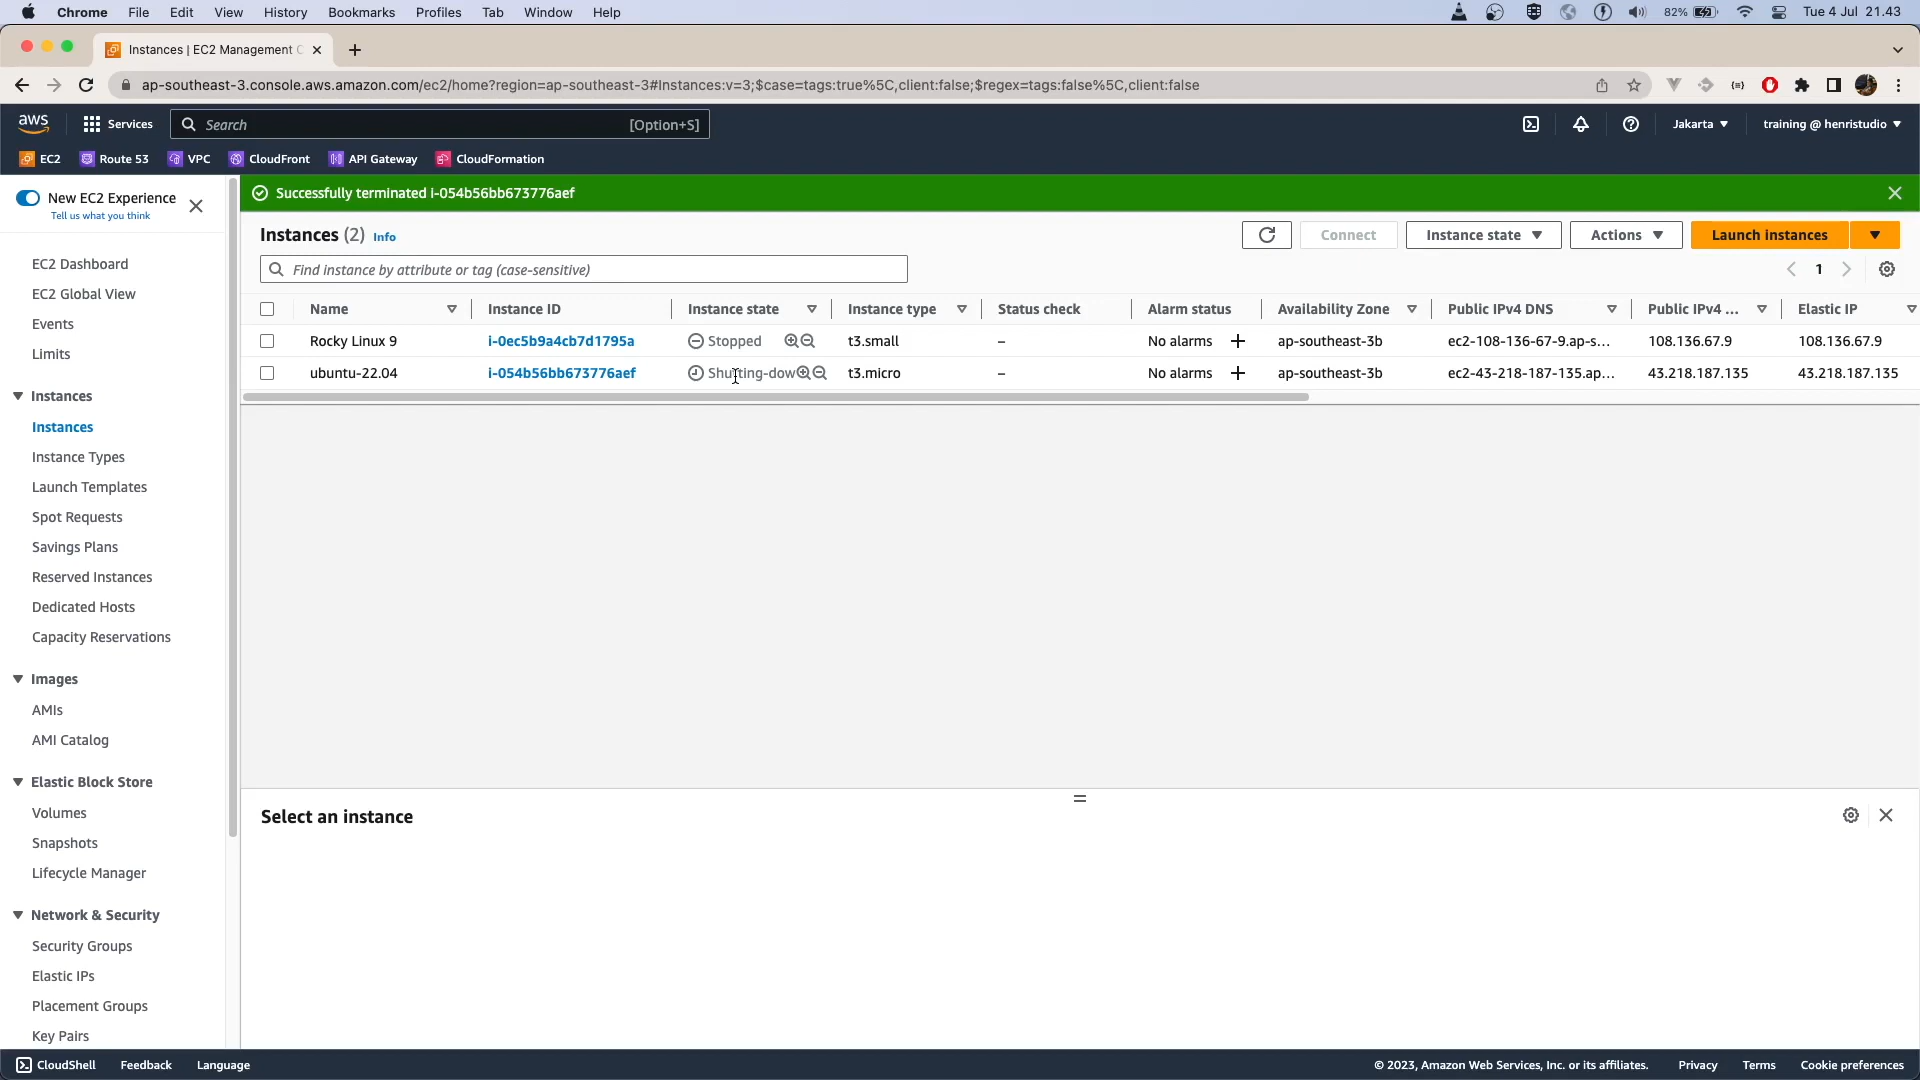 Chrome File Edit View History Bookmarks Profiles Tab Window Help 82% Tue 4 Jul 21.43
Instances | EC2 Management C
ap-southeast-3.console.aws.amazon.com/ec2/home?region=ap-southeast-3#Instances:v=3;$case=tags:true%5C,client:false;$regex=tags:false%5C,client:false
aws Services Search [Option+S] Jakarta training @ henristudio
EC2 Route 53 VPC CloudFront API Gateway CloudFormation
New EC2 Experience
Tell us what you think
EC2 Dashboard
EC2 Global View
Events
Limits
Instances
Instances
Instance Types
Launch Templates
Spot Requests
Savings Plans
Reserved Instances
Dedicated Hosts
Capacity Reservations
Images
AMIs
AMI Catalog
Elastic Block Store
Volumes
Snapshots
Lifecycle Manager
Network & Security
Security Groups
Elastic IPs
Placement Groups
Key Pairs
Successfully terminated i-054b56bb673776aef
Instances (2) Info Connect Instance state Actions Launch instances
Find instance by attribute or tag (case-sensitive) 1
Name Instance ID Instance state Instance type Status check Alarm status Availability Zone Public IPv4 DNS Public IPv4 ... Elastic IP
Rocky Linux 9 i-0ec5b9a4cb7d1795a Stopped t3.small – No alarms ap-southeast-3b ec2-108-136-67-9.ap-s... 108.136.67.9 108.136.67.9
ubuntu-22.04 i-054b56bb673776aef Shutting-dow t3.micro – No alarms ap-southeast-3b ec2-43-218-187-135.ap... 43.218.187.135 43.218.187.135
Select an instance
CloudShell Feedback Language © 2023, Amazon Web Services, Inc. or its affiliates. Privacy Terms Cookie preferences